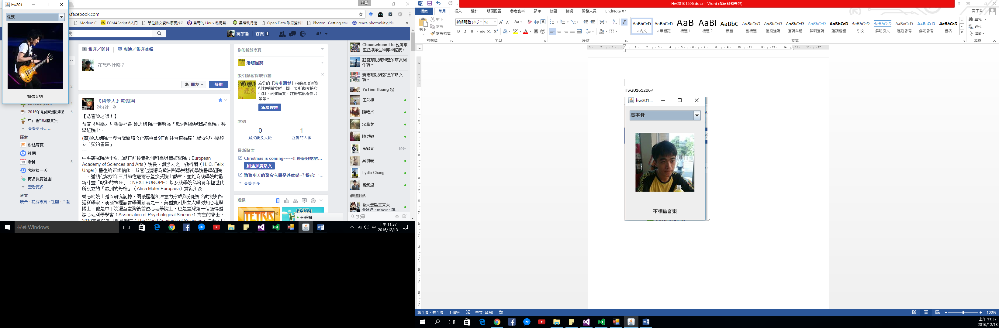 hw201...
怪獸
相信音樂
宇哲
w.facebook.com
Modern C
ES ECMAScript 6入門
學位論文資料哪裏找
鳥哥的 Linux 私房菜
黑譜執行緒
Open Data 政府資料
Photon · Getting star
react-photonkit.gith
»
物
高宇哲
首頁 1
相片／影片
相簿／影片專輯
在想些什麼？
朋友
發佈
2
JavaScript.tw 4
2016年系統軟體課程 5
中山醫102醫資系
查看更多……
探索
粉絲專頁
社團
13 活動 5
我的這一天
商品買賣社團
查看更多……
建立
廣告 · 粉絲專頁 · 社團 · 活動
《科學人》粉絲團
24分鐘 ·
【恭喜曾老師！】
恭喜《科學人》榮譽社長 曾志朗 院士獲選為「歐洲科學與藝術學院」醫
學組院士。
(圖)曾志朗院士與台灣閱讀文化基金會9日前往台東縣達仁鄉安朔小學設
立「愛的書庫」
---
中央研究院院士曾志朗日前接獲歐洲科學與藝術學院（European
Academy of Sciences and Arts）院長、創辦人之一翁格爾（H. C. Felix
Unger）醫生的正式信函，恭喜他獲選為歐洲科學與藝術學院醫學組院
士，邀請他於明年三月前往薩爾茲堡接受院士勳章，並能為該學院的最
新計畫「歐洲的未來」（NEXT EUROPE）以及該學院為培育年輕世代
所設立的「歐洲的母校」（Alma Mater Europaea）貢獻所長。
曾志朗院士是以研究記憶、閱讀歷程和注意力形成與分配知名的認知神
經科學家，漢語神經語言學開創者之一，美國賓州州立大學認知心理學
博士。他是中研院遷至臺灣後首位心理學院士，也是臺灣第一個獲得國
際心理科學學會（Association of Psychological Science）肯定的會士，
2010年獲選為世界科學院（The World Academy of Sciences）院士。目
你的粉絲專頁
港明團契
吸引顧客採取行動
為您的「港明團契」粉絲專頁新增
行動呼籲按鈕，即可吸引顧客採取
行動，例如購買、註冊或觀看影片
等等。
新增按鈕
本週
0 1
貼文觸及人數 互動的人數
最新貼文
Christmas is coming~~~~!! 帶著好吃的...
加強推廣貼文
猜猜明天的聚會主題是甚麼呢~? 提示:一...
查看更多
遊戲
TETRIS
FARM
H
王采楓
Chuan-chuan Liu 說屏東
國立海洋生物博物館讚。
莊庭碩說陳和豐的朋友關
係讚。
黃志明說陳家王的貼文
讚。
YuTien Huang 說
王采楓
陳暐杰
宋雅文
陳思敏
高毓瑩 19分
吳明業
Lydia Chang
呂凱煜
群組對話
曾大實驗室真大
黃靖純、高毓瑩、謝...
搜尋
搜尋 Windows
中
上午 11:37
2016/12/13
Hw20161206.docx - Word (產品啟動失敗)
檔案 常用 插入 設計 版面配置 參考資料 郵件 校閱 檢視 開發人員 EndNote X7
高宇哲
貼上
剪下
複製
複製格式
剪貼簿
新細明體 (本文 12
B I U abc x₂ x²
字型
段落
AaBbCcD AaBbCcD AaB AaBl AaBbC AaBbCcD AaBbCcD AaBbCcD AaBbCcD AaBbCcD AaBbCcD AaBbCcD AaBbCcD AaBbCcD AaBbCcD
內文 無間距 標題 1 標題 2 標題 副標題 區別強調 強調斜體 鮮明強調 強調粗體 引文 鮮明引文 區別參考 鮮明參考 書名
樣式
尋找
取代
選取
編輯
Hw20161206
hw201...
高宇哲
不相信音樂
第 1 頁，共 1 頁 1 個字 中文 (台灣)
100%
上午 11:37
2016/12/13